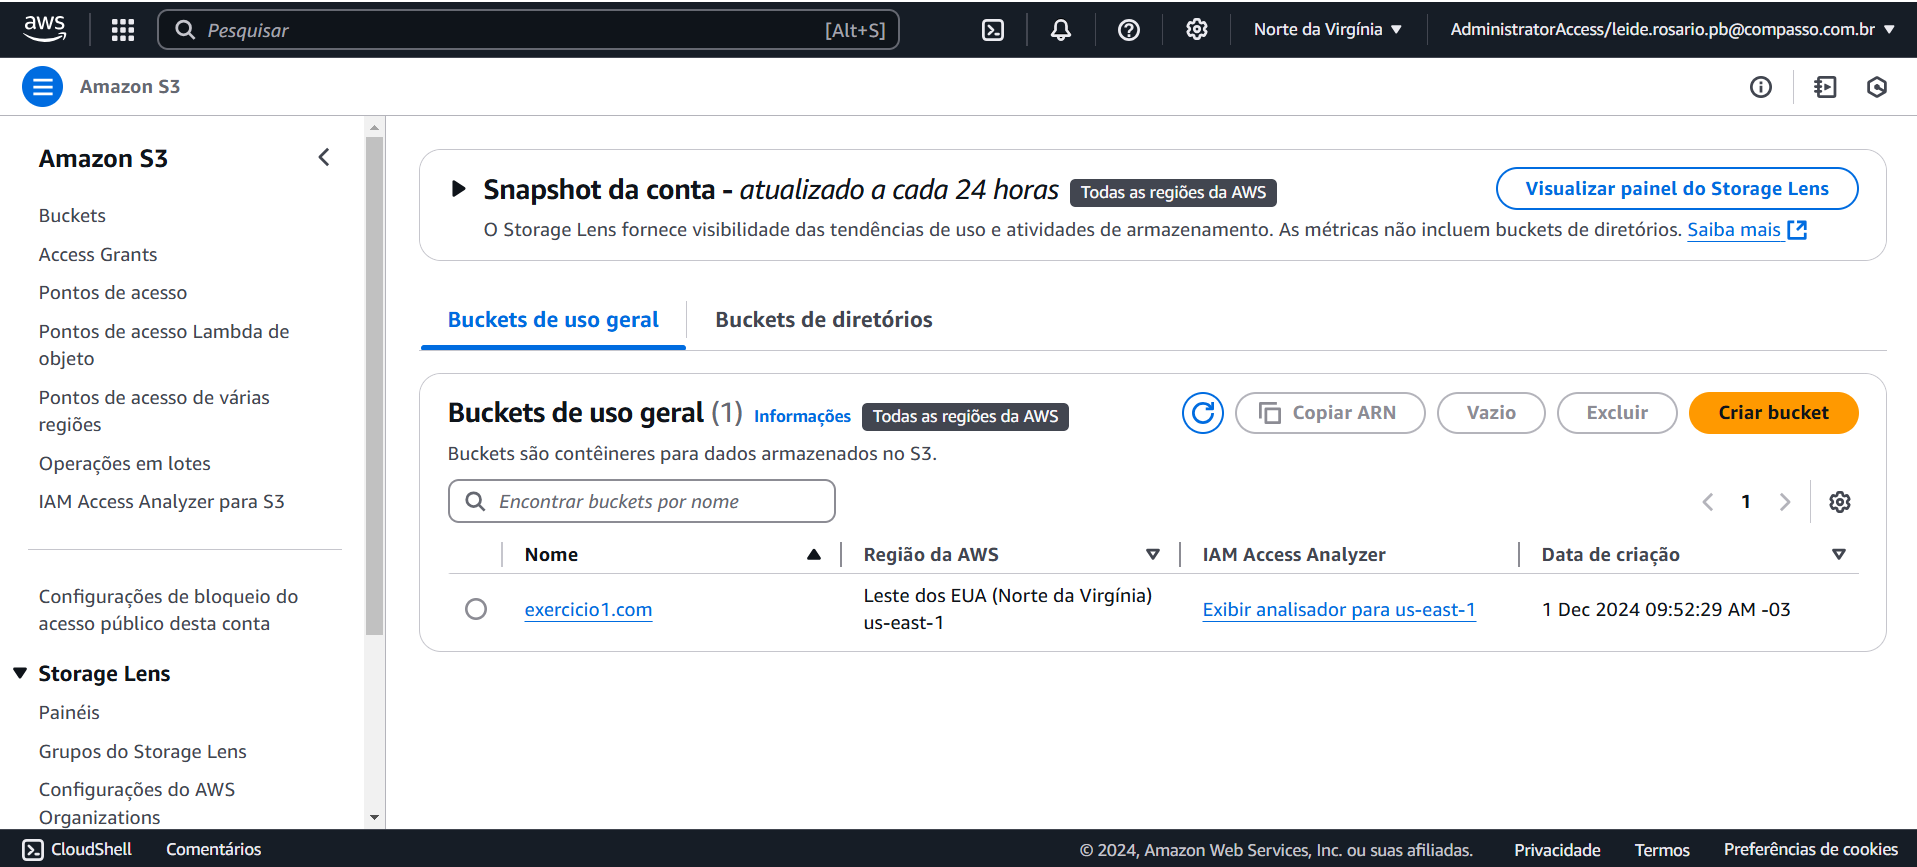 aws
Pesquisar [Alt+S] Norte da Virgínia AdministratorAccess/leide.rosario.pb@compasso.com.br
Amazon S3
Amazon S3
Buckets
Access Grants
Pontos de acesso
Pontos de acesso Lambda de
objeto
Pontos de acesso de várias
regiões
Operações em lotes
IAM Access Analyzer para S3
Configurações de bloqueio do
acesso público desta conta
Storage Lens
Painéis
Grupos do Storage Lens
Configurações do AWS
Organizations
Snapshot da conta - atualizado a cada 24 horas Todas as regiões da AWS Visualizar painel do Storage Lens
O Storage Lens fornece visibilidade das tendências de uso e atividades de armazenamento. As métricas não incluem buckets de diretórios. Saiba mais
Buckets de uso geral Buckets de diretórios
Buckets de uso geral (1) Informações Todas as regiões da AWS Copiar ARN Vazio Excluir Criar bucket
Buckets são contêineres para dados armazenados no S3.
Encontrar buckets por nome 1
Nome Região da AWS IAM Access Analyzer Data de criação
exercicio1.com Leste dos EUA (Norte da Virgínia) Exibir analisador para us-east-1 1 Dec 2024 09:52:29 AM -03
us-east-1
CloudShell Comentários © 2024, Amazon Web Services, Inc. ou suas afiliadas. Privacidade Termos Preferências de cookies